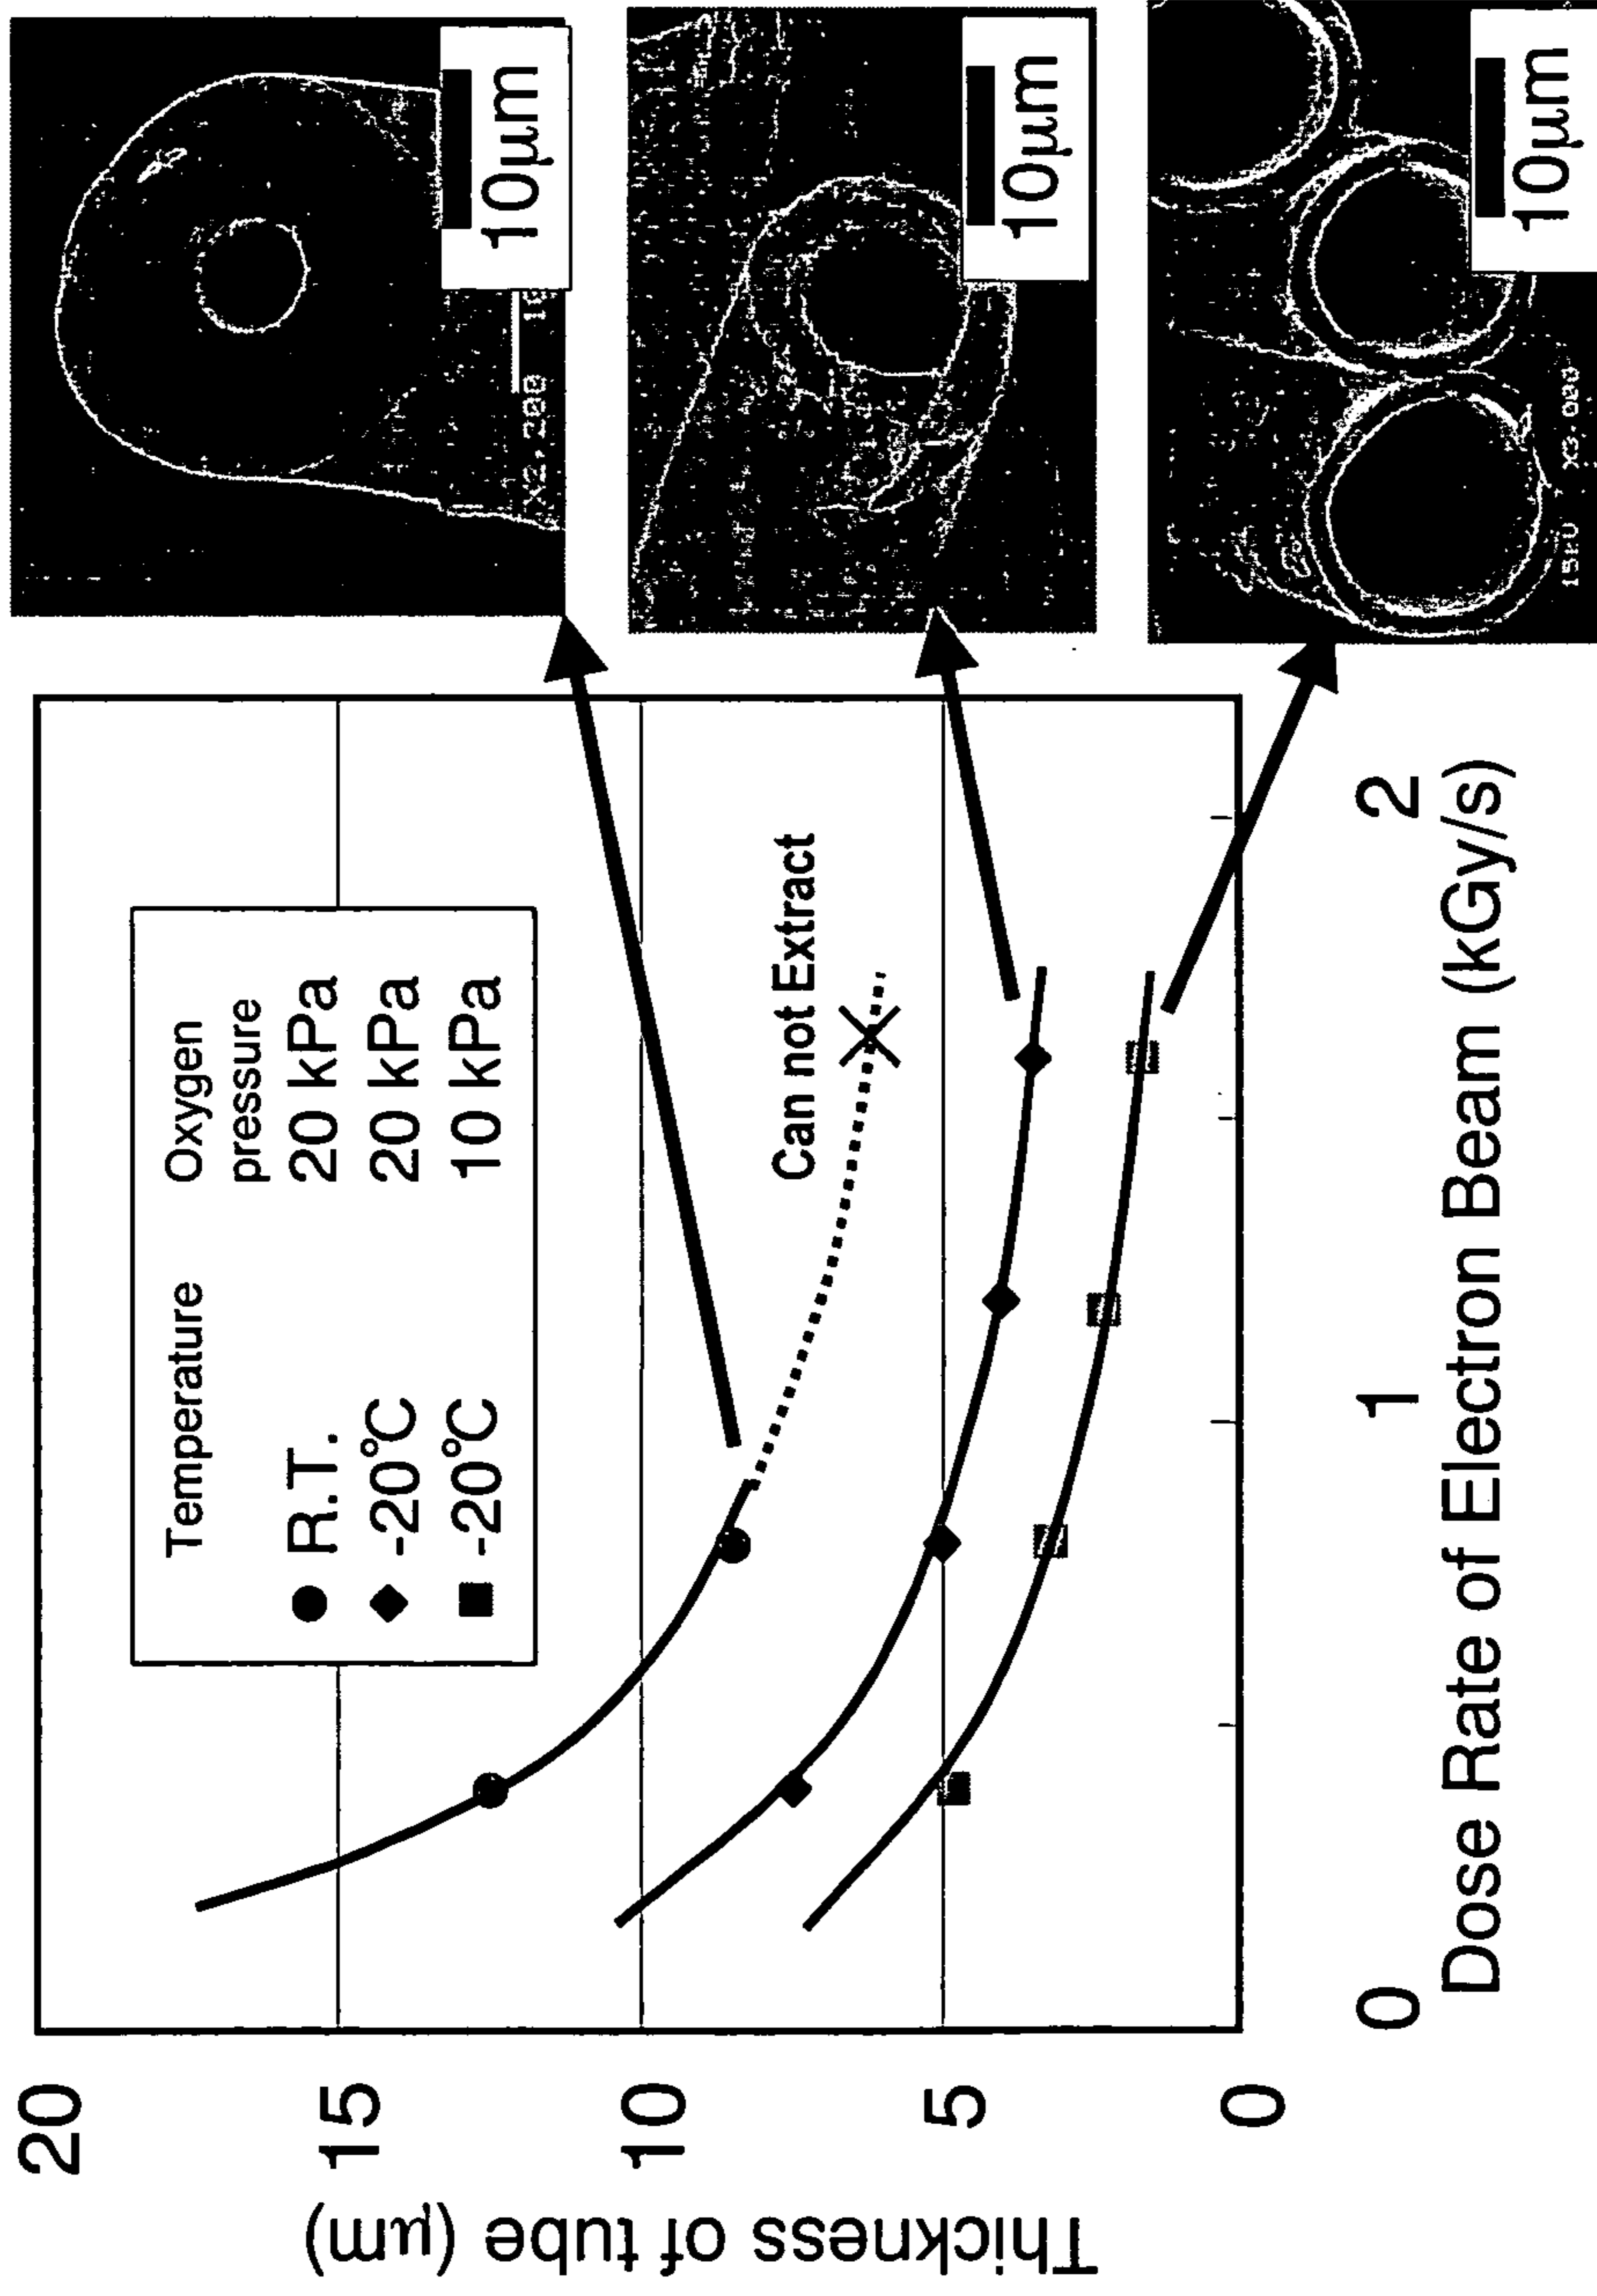 Thickness of tube (μm)
20
15
10
5
0
Temperature
Oxygen
pressure
● R.T. 20 kPa
◆ -20℃ 20 kPa
■ -20℃ 10 kPa
Can not Extract
0 1 2
Dose Rate of Electron Beam (kGy/s)
10μm
X2,200
10μm
10μm
15KU X3,000